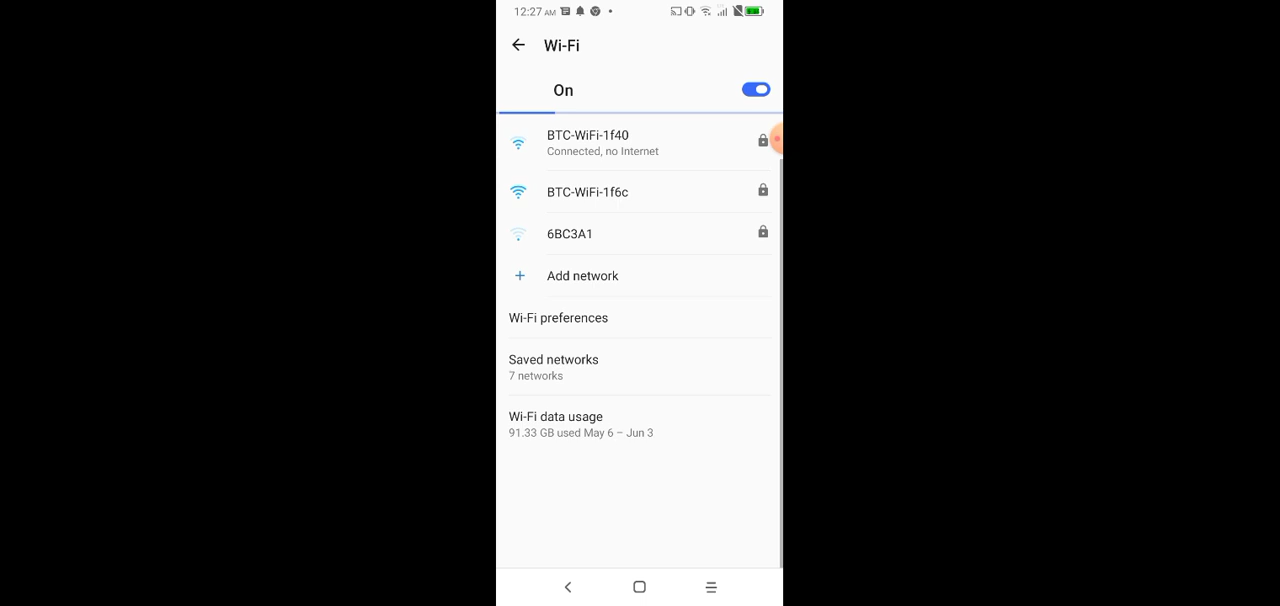 12:27 AM
Wi-Fi
On
BTC-WiFi-1f40
Connected, no Internet
BTC-WiFi-1f6c
6BC3A1
Add network
Wi-Fi preferences
Saved networks
7 networks
Wi-Fi data usage
91.33 GB used May 6 – Jun 3